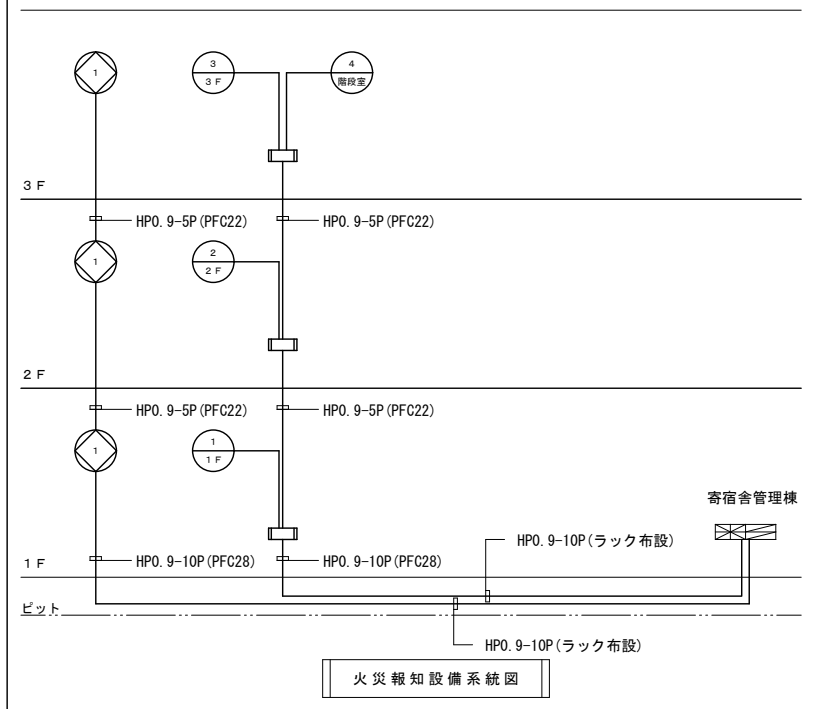 1
3
３Ｆ
4
階段室
３Ｆ
HP0.9-5P(PFC22)
HP0.9-5P(PFC22)
1
2
２Ｆ
２Ｆ
HP0.9-5P(PFC22)
HP0.9-5P(PFC22)
1
1
１Ｆ
寄宿舎管理棟
HP0.9-10P(ラック布設)
１Ｆ
HP0.9-10P(PFC28)
HP0.9-10P(PFC28)
ピット
HP0.9-10P(ラック布設)
火災報知設備系統図